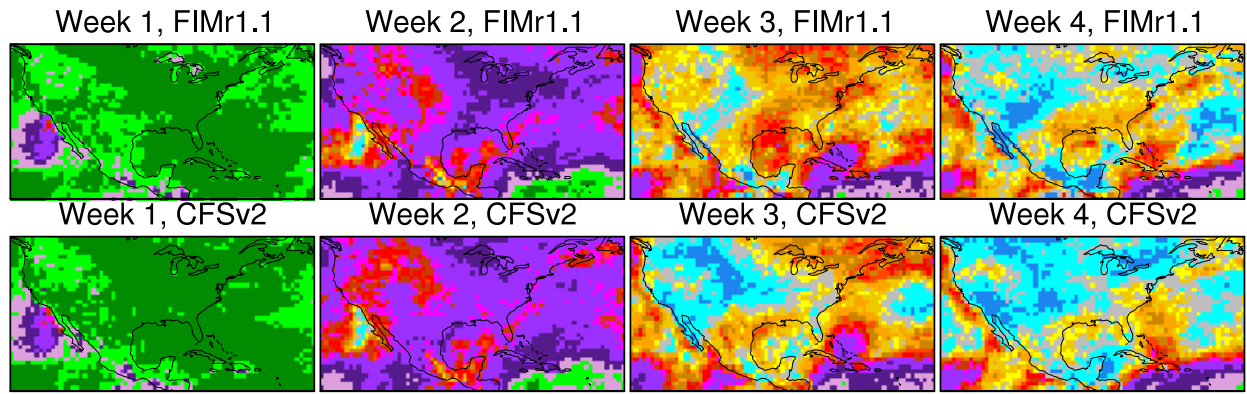 Week 1, FIMr1.1
Week 2, FIMr1.1
Week 3, FIMr1.1
Week 4, FIMr1.1
Week 1, CFSv2
Week 2, CFSv2
Week 3, CFSv2
Week 4, CFSv2